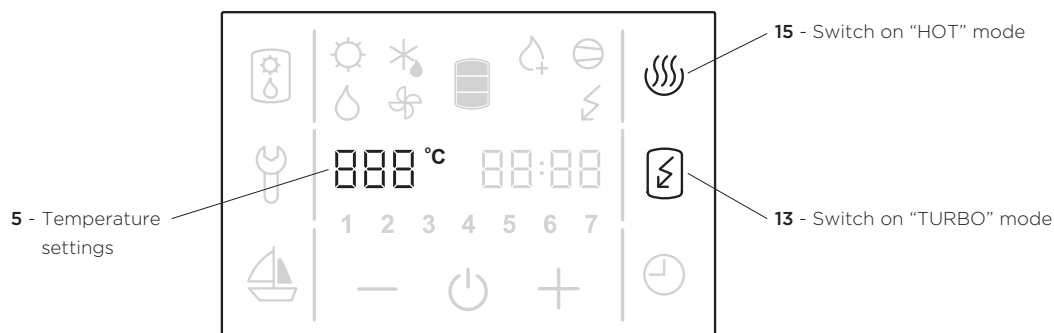 15 - Switch on “HOT” mode
888 °C 88:88
5 - Temperature
settings
1 2 3 4 5 6 7
13 - Switch on “TURBO” mode